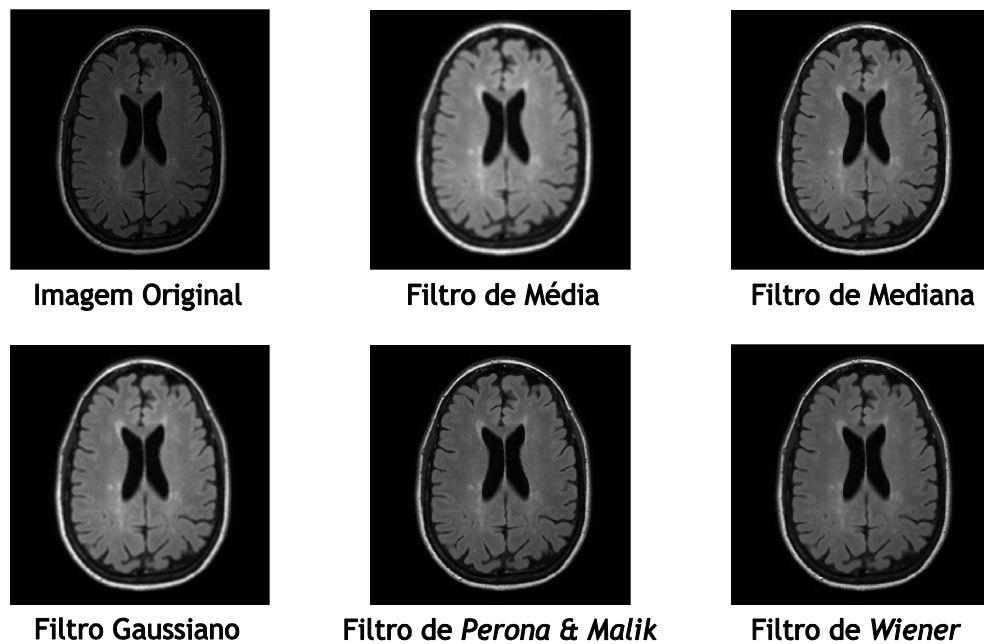 Imagem Original
Filtro de Média
Filtro de Mediana
Filtro Gaussiano
Filtro de Perona & Malik
Filtro de Wiener